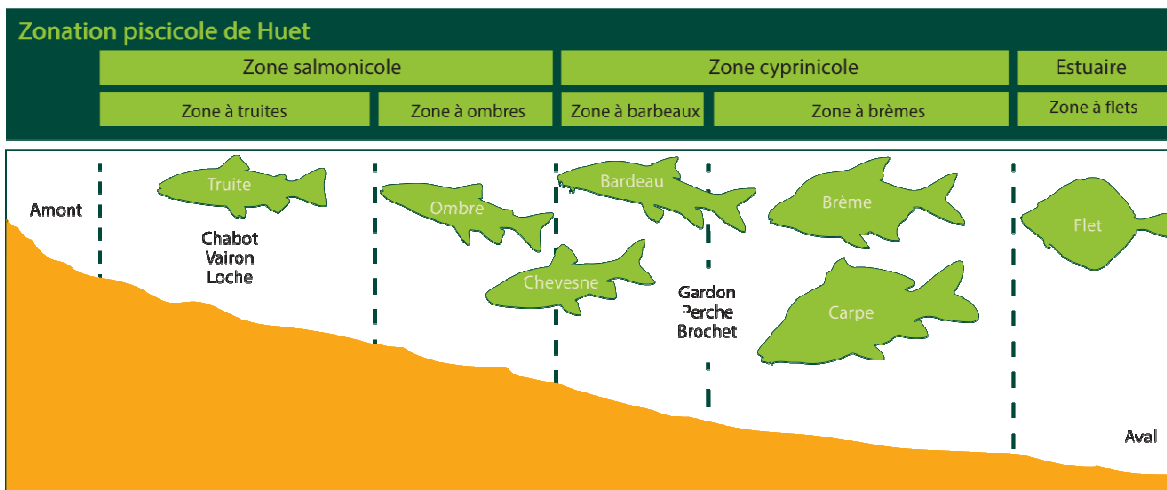 Zonation piscicole de Huet
Zone salmonicole
Zone cyprinicole
Estuaire
Zone à truites
Zone à ombres
Zone à barbeaux
Zone à brèmes
Zone à flets
Amont
Truite
Ombre
Bardeau
Brème
Flet
Chabot
Vairon
Loche
Chevesne
Gardon
Perche
Brochet
Carpe
Aval